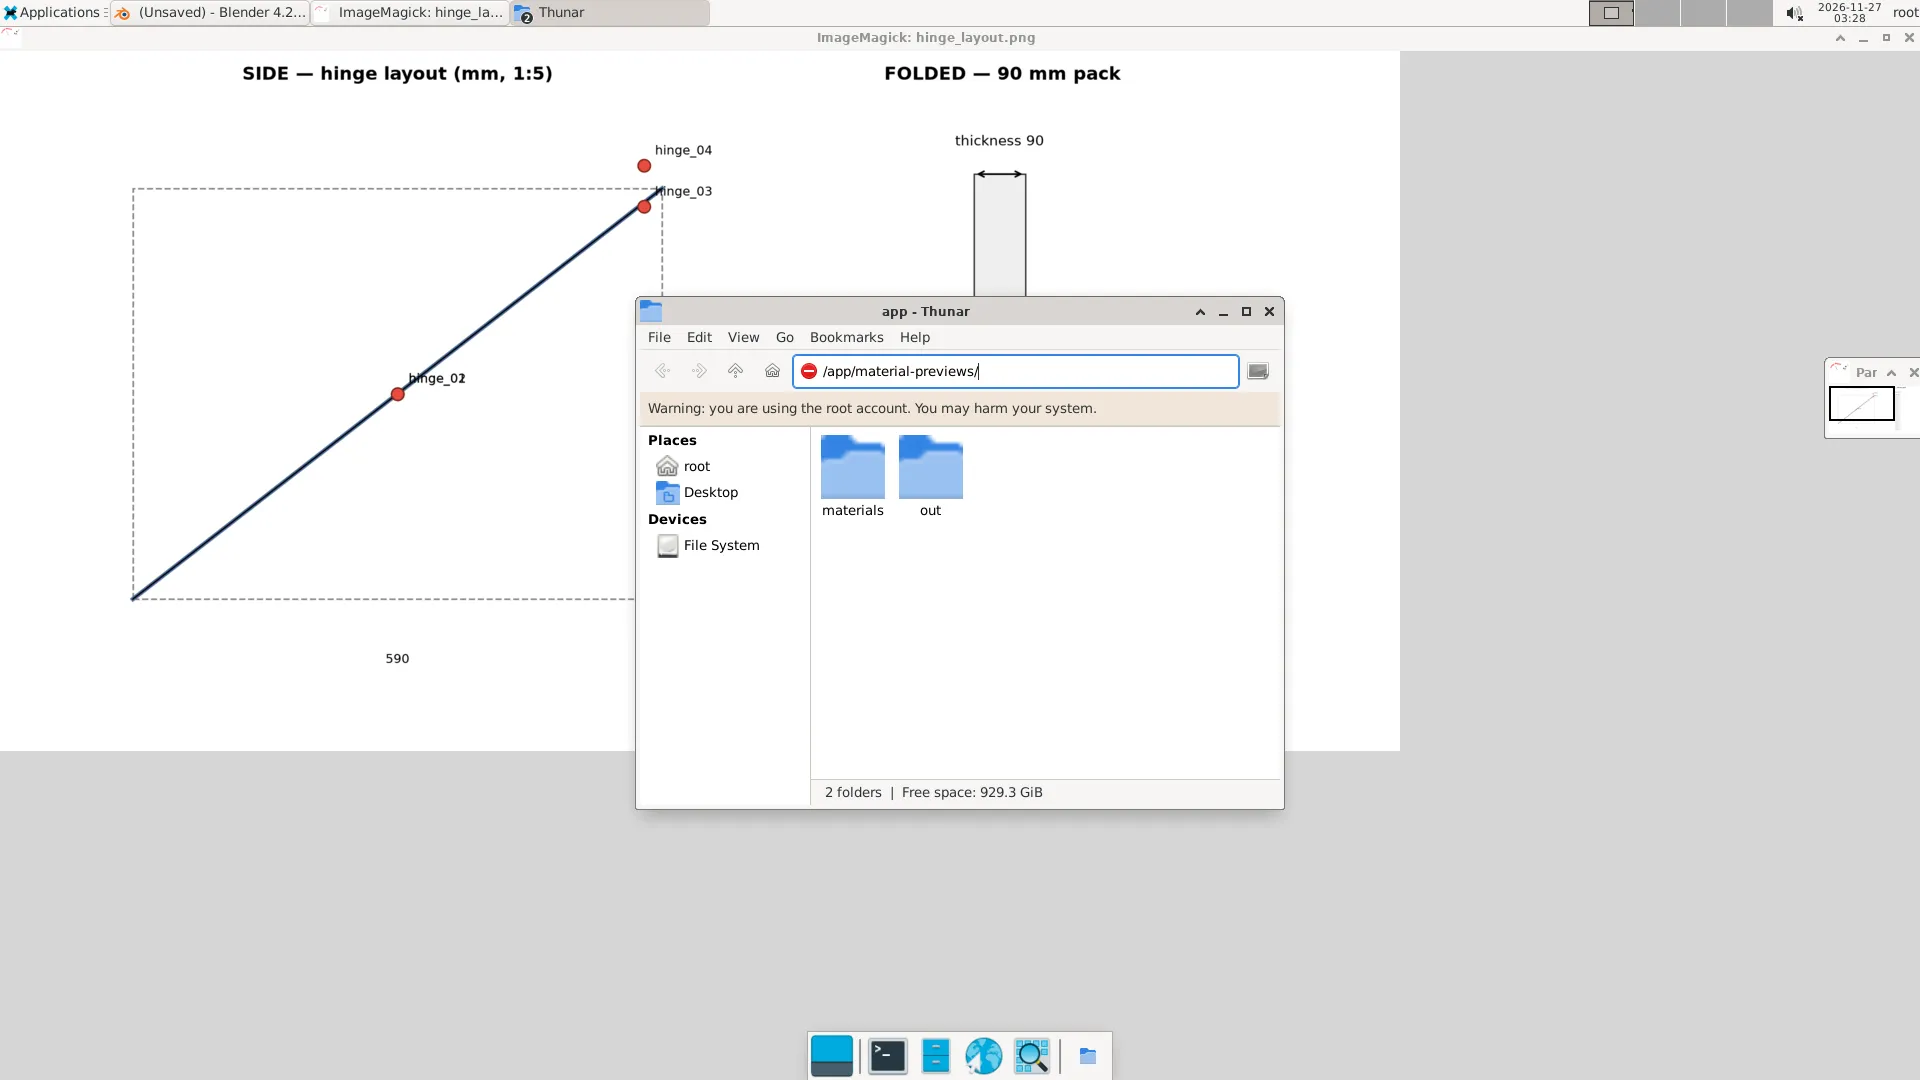 Applications
(Unsaved) - Blender 4.2...
ImageMagick: hinge_la...
2
Thunar
2026-11-27
03:28
root
ImageMagick: hinge_layout.png
SIDE — hinge layout (mm, 1:5)
FOLDED — 90 mm pack
thickness 90
hinge_04
hinge_03
590
app - Thunar
File Edit View Go Bookmarks Help
/app/material-previews/
Warning: you are using the root account. You may harm your system.
Places
root
Desktop
Devices
File System
materials
out
2 folders | Free space: 929.3 GiB
Par